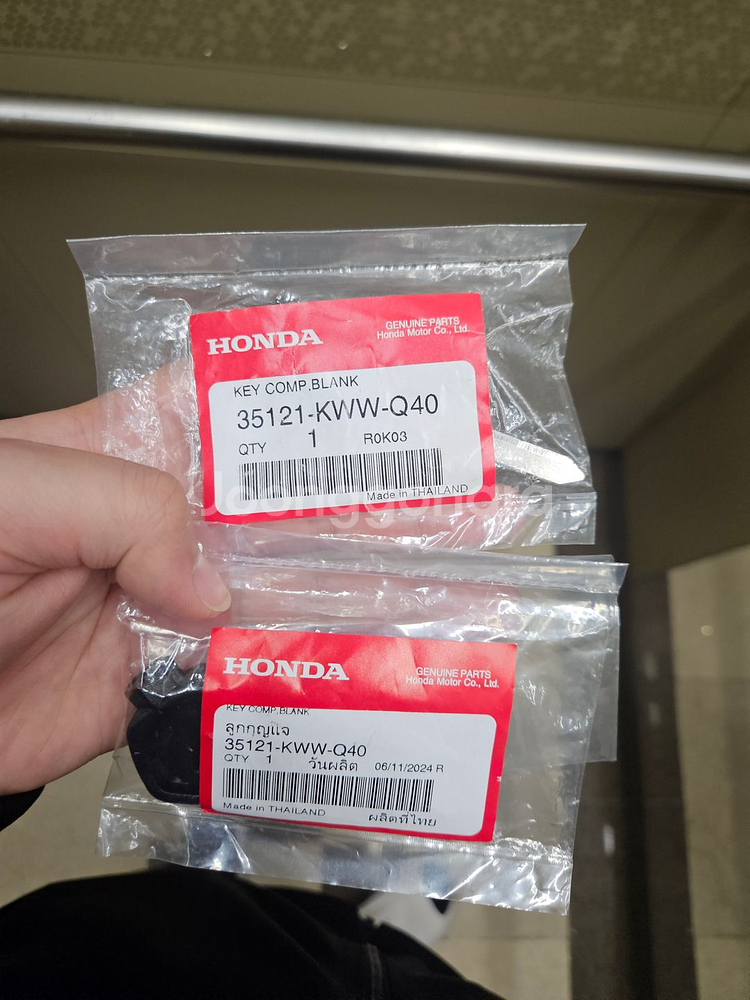 HONDA
GENUINE PARTS
Honda Motor Co., Ltd.
KEY COMP,BLANK
35121-KWW-Q40
QTY 1 R0K03
Made in THAILAND
Joonggonara
HONDA
GENUINE PARTS
Honda Motor Co., Ltd.
KEY COMP,BLANK
ลูกกุญแจ
35121-KWW-Q40
QTY 1 วันผลิต 06/11/2024 R
Made in THAILAND ผลิตที่ไทย